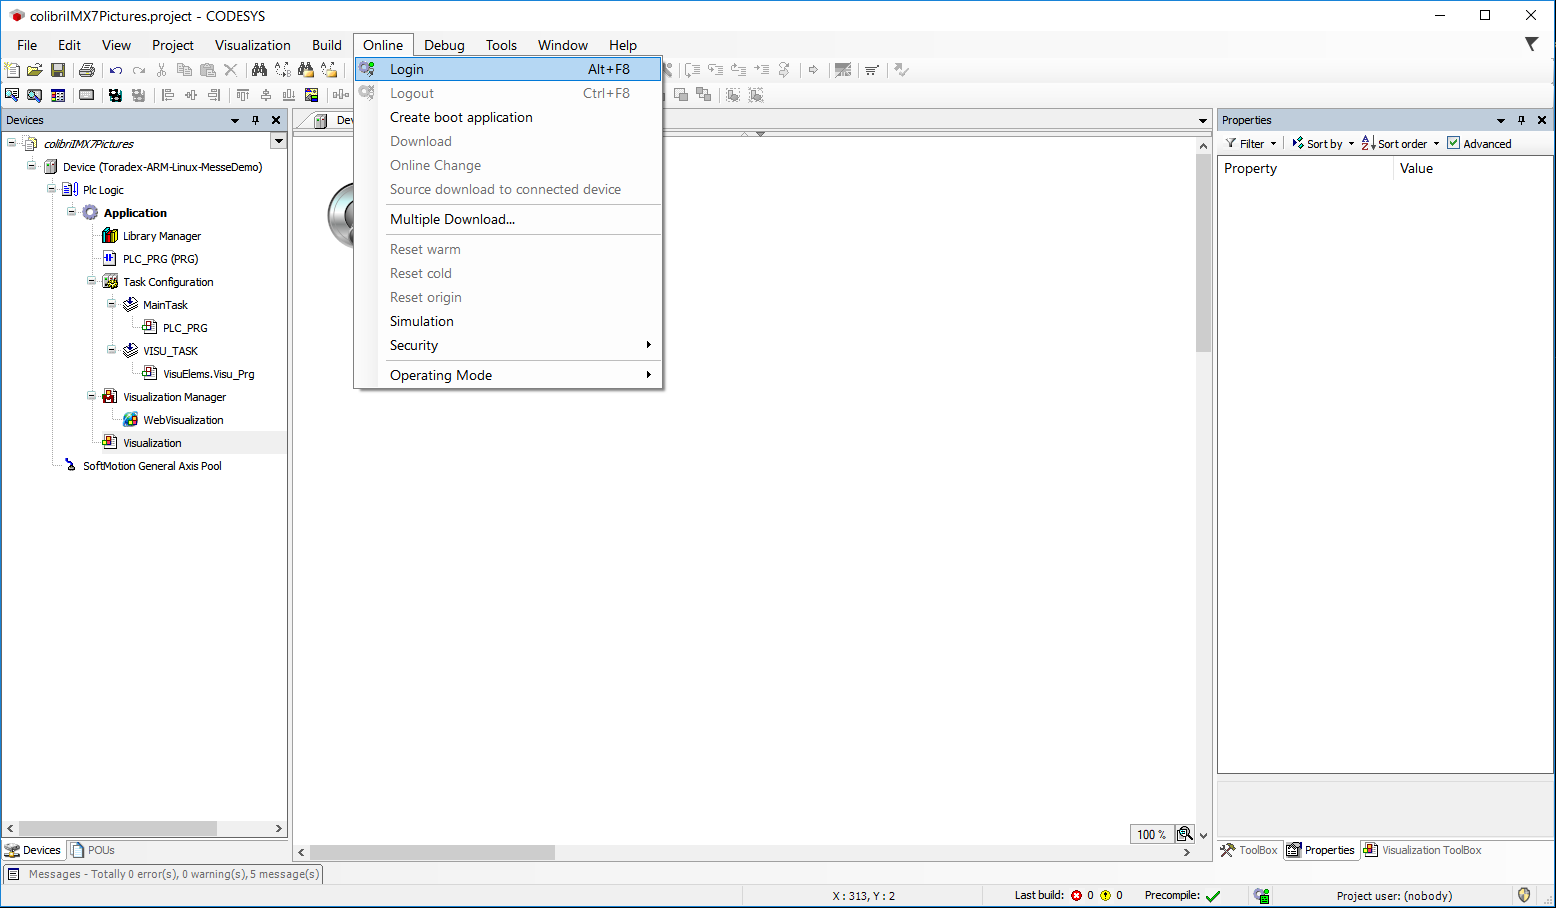 colibriIMX7Pictures.project - CODESYS
File Edit View Project Visualization Build Online Debug Tools Window Help
Devices
colibriIMX7Pictures
Device (Toradex-ARM-Linux-MesseDemo)
Plc Logic
Application
Library Manager
PLC_PRG (PRG)
Task Configuration
MainTask
PLC_PRG
VISU_TASK
VisuElems.Visu_Prg
Visualization Manager
WebVisualization
Visualization
SoftMotion General Axis Pool
Devices POUs
Login Alt+F8
Logout Ctrl+F8
Create boot application
Download
Online Change
Source download to connected device
Multiple Download...
Reset warm
Reset cold
Reset origin
Simulation
Security
Operating Mode
100 %
Properties
Filter Sort by Sort order Advanced
Property Value
ToolBox Properties Visualization ToolBox
Messages - Totally 0 error(s), 0 warning(s), 5 message(s)
X : 313, Y : 2 Last build: 0 0 Precompile: Project user: (nobody)